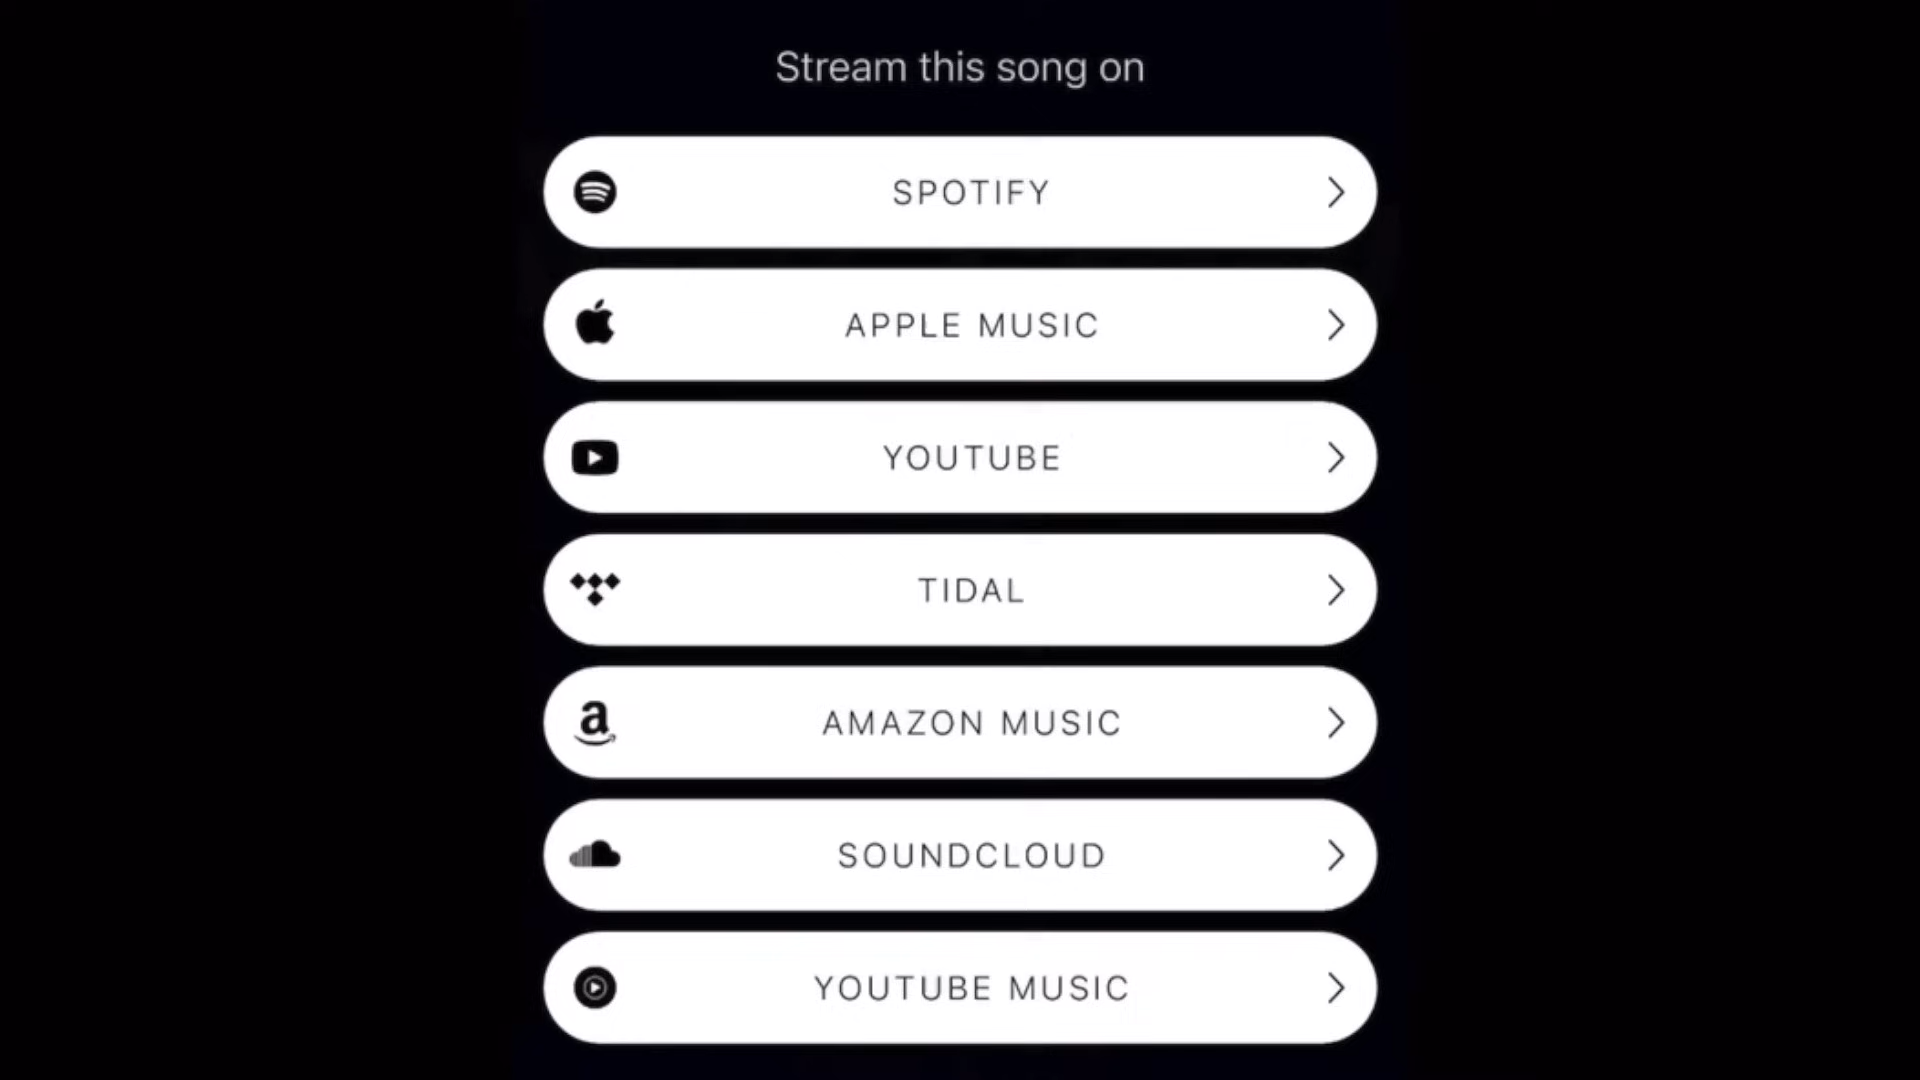 Stream this song on
SPOTIFY
APPLE MUSIC
YOUTUBE
TIDAL
AMAZON MUSIC
SOUNDCLOUD
YOUTUBE MUSIC